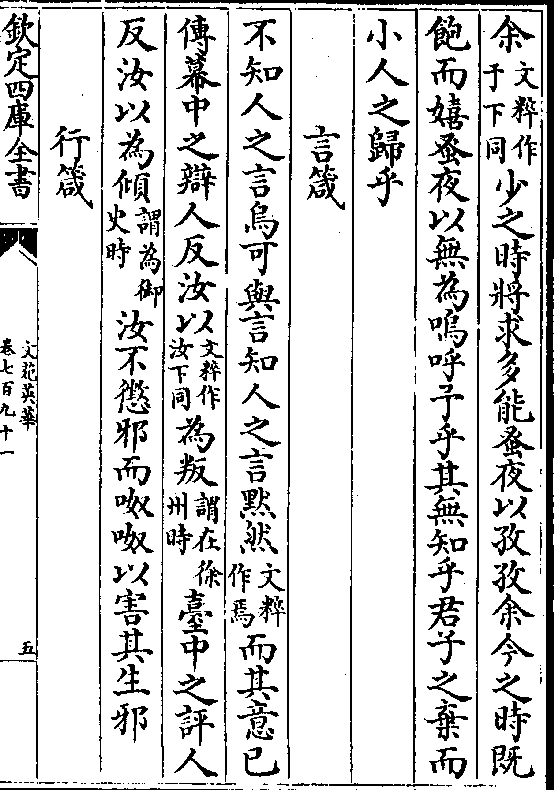 余文粹作于下同少之時將求多能蚤夜以孜孜余今之時既
飽而嬉蚤夜以無為嗚呼予乎其無知乎君子之棄而
小人之歸乎
言箴
不知人之言烏可與言知人之言黙然文粹作焉而其意已
傳幕中之辯人反汝以文粹作汝下同為叛謂在徐州時臺中之評人
反汝以為傾謂為御史時汝不懲邪而呶呶以害其生邪
行箴
欽定四庫全書
文苑英華
卷七百九十一
五